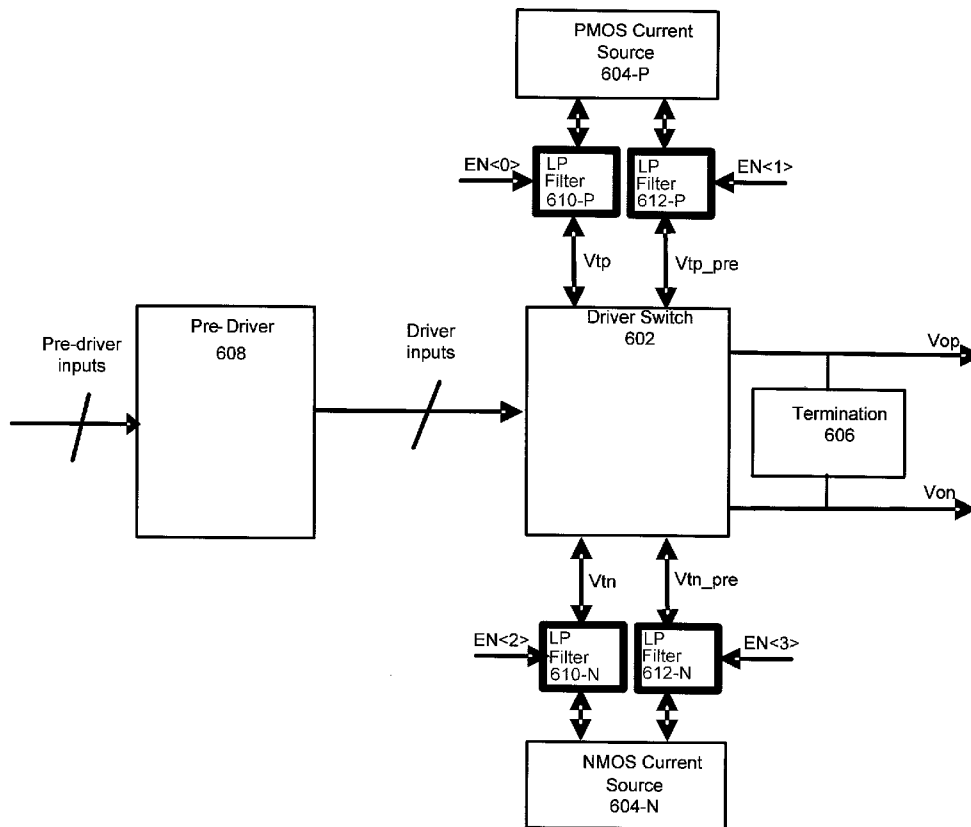 PMOS Current
Source
604-P
EN<0>
LP
Filter
610-P
LP
Filter
612-P
EN<1>
Vtp
Vtp_pre
Pre-driver
inputs
Pre-Driver
608
Driver
inputs
Driver Switch
602
Vop
Termination
606
Von
Vtn
Vtn_pre
EN<2>
LP
Filter
610-N
LP
Filter
612-N
EN<3>
NMOS Current
Source
604-N